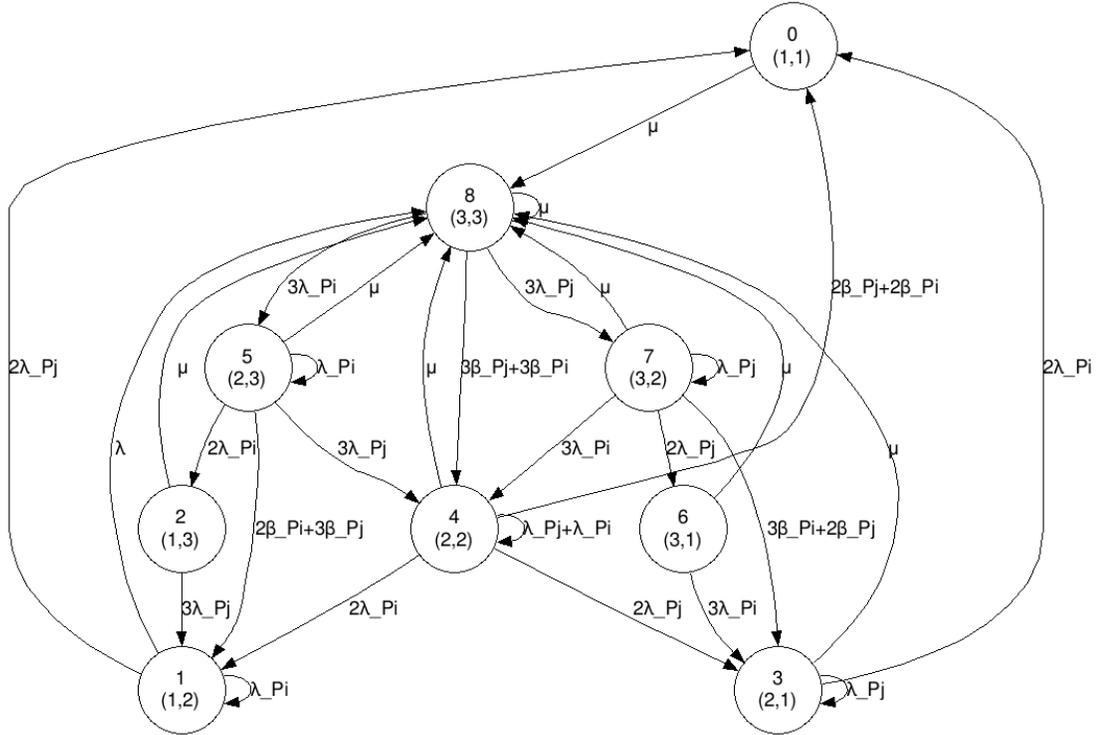 0
(1,1)
μ
8
(3,3)
μ
3λ_Pi
μ
3λ_Pj
μ
2β_Pj+2β_Pi
5
(2,3)
λ_Pi
7
(3,2)
λ_Pj
2λ_Pj
μ
μ
3β_Pj+3β_Pi
μ
2λ_Pi
λ
2λ_Pi
3λ_Pj
3λ_Pi
2λ_Pj
μ
2
(1,3)
2β_Pi+3β_Pj
4
(2,2)
λ_Pj+λ_Pi
6
(3,1)
3β_Pi+2β_Pj
3λ_Pj
2λ_Pi
2λ_Pj
3λ_Pi
1
(1,2)
λ_Pi
3
(2,1)
λ_Pj